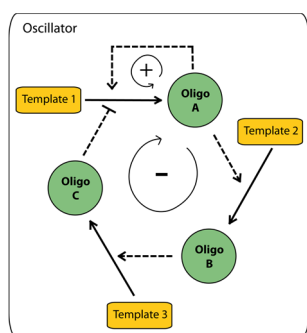 Oscillator
+
Template 1
Oligo
A
Template 2
Oligo
C
-
Oligo
B
Template 3